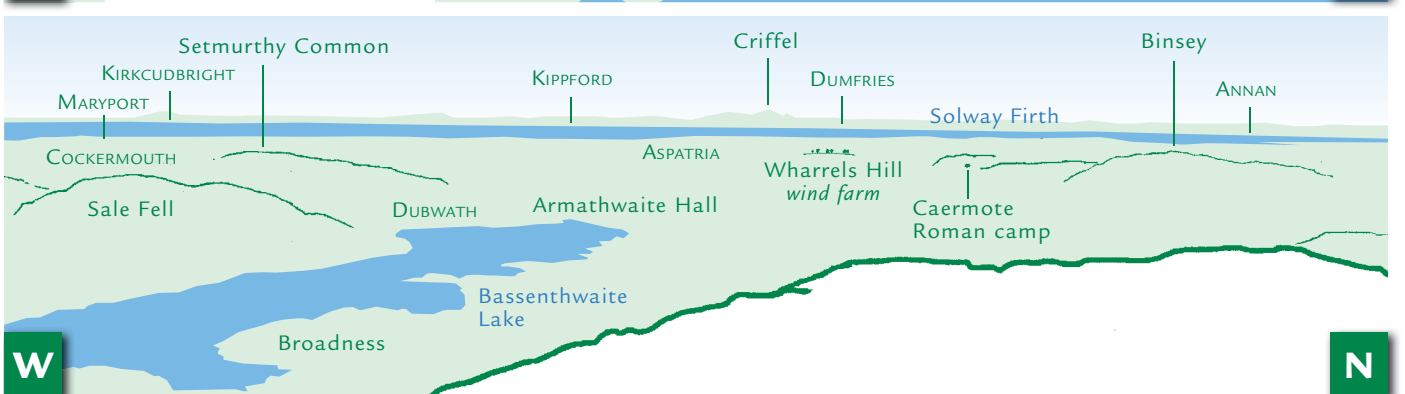 Setmurthy Common
Criffel
Binsey
KIRKCUDBRIGHT
KIPPFORD
DUMFRIES
ANNAN
MARYPORT
Solway Firth
COCKERMOUTH
ASPATRIA
Wharrels Hill
wind farm
Sale Fell
DUBWATH
Armathwaite Hall
Caermote
Roman camp
Bassenthwaite
Lake
Broadness
W
N